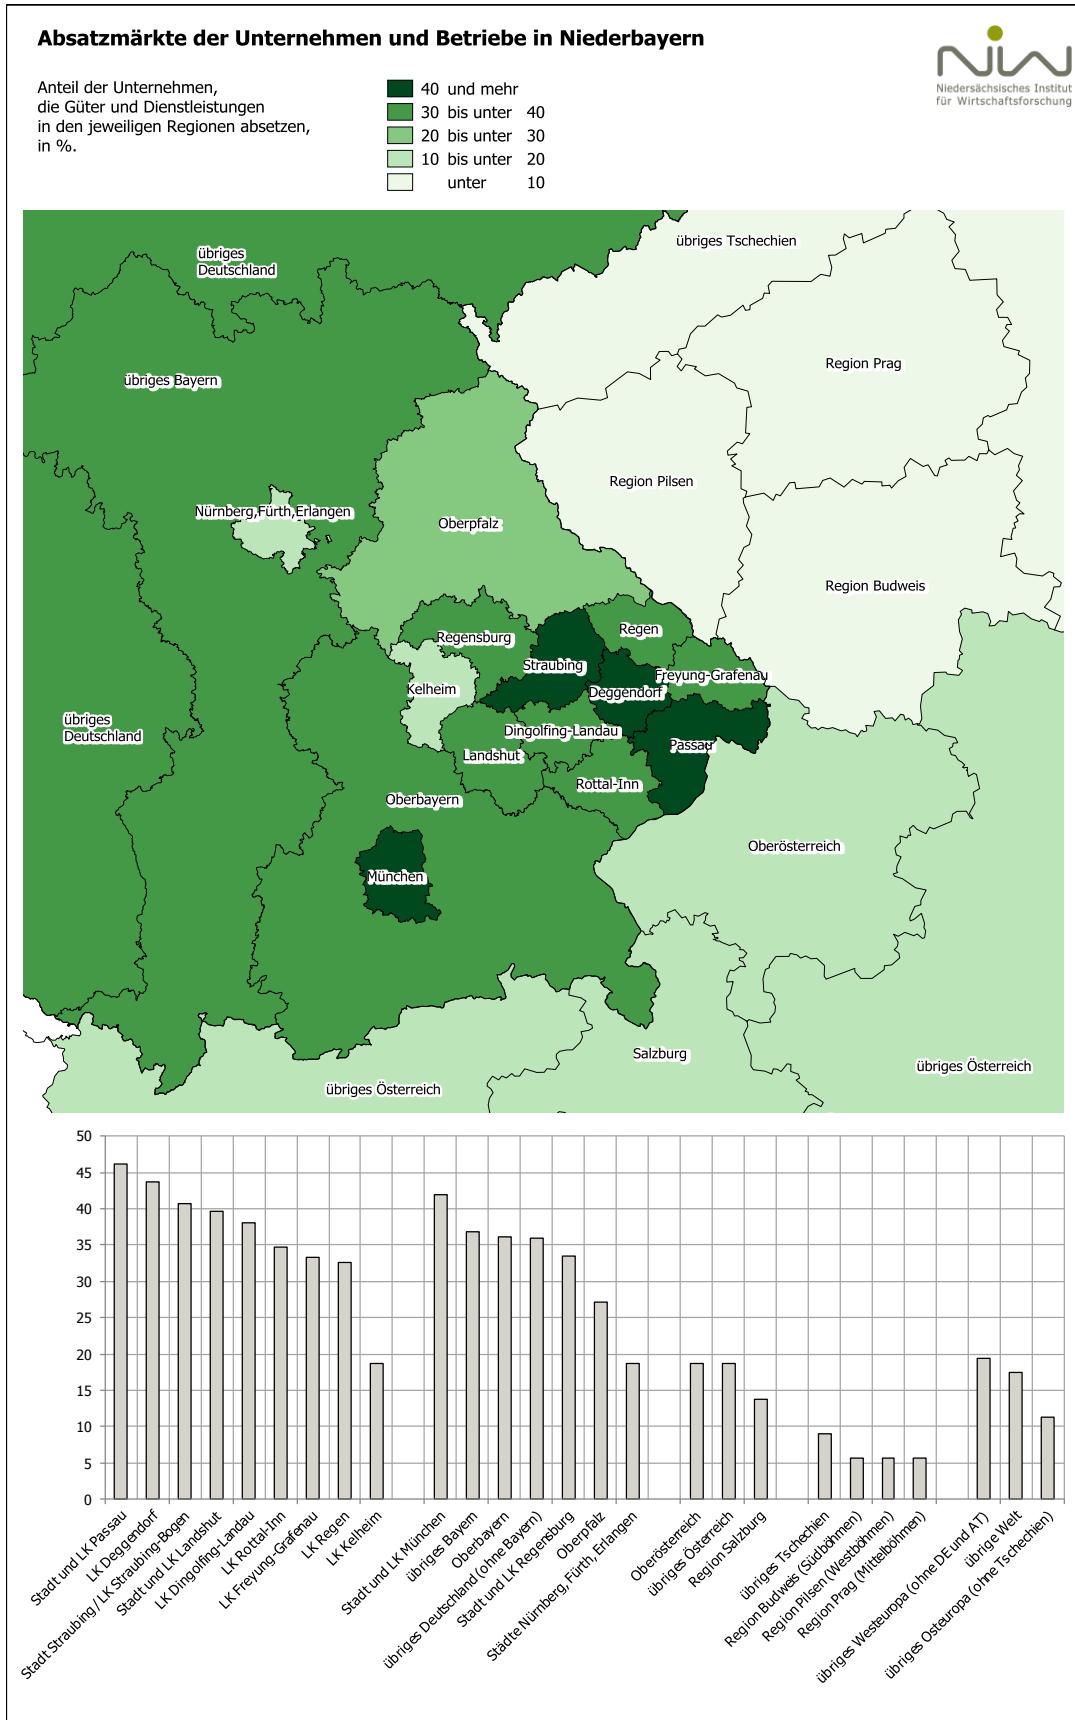 Absatzmärkte der Unternehmen und Betriebe in Niederbayern
NIW
Niedersächsisches Institut
für Wirtschaftsforschung
Anteil der Unternehmen,
die Güter und Dienstleistungen
in den jeweiligen Regionen absetzen,
in %.
40 und mehr
30 bis unter 40
20 bis unter 30
10 bis unter 20
unter 10
übriges Tschechien
übriges
Deutschland
Region Prag
übriges Bayern
Region Pilsen
Nürnberg,Fürth,Erlangen
Oberpfalz
Region Budweis
Regen
Regensburg
Straubing
Freyung-Grafenau
Kelheim
Deggendorf
übriges
Deutschland
Dingolfing-Landau
Passau
Landshut
Rottal-Inn
Oberbayern
Oberösterreich
München
Salzburg
übriges Österreich
übriges Österreich
50
45
40
35
30
25
20
15
10
5
0
Stadt und LK Passau
LK Deggendorf
Stadt Straubing / LK Straubing-Bogen
Stadt und LK Landshut
LK Dingolfing-Landau
LK Rottal-Inn
LK Freyung-Grafenau
LK Regen
LK Kelheim
Stadt und LK München
übriges Bayern
Oberbayern
übriges Deutschland (ohne Bayern)
Stadt und LK Regensburg
Oberpfalz
Städte Nürnberg, Fürth, Erlangen
Oberösterreich
übriges Österreich
Region Salzburg
übriges Tschechien
Region Budweis (Südböhmen)
Region Pilsen (Westböhmen)
Region Prag (Mittelböhmen)
übriges Westeuropa (ohne DE und AT)
übrige Welt
übriges Osteuropa (ohne Tschechien)